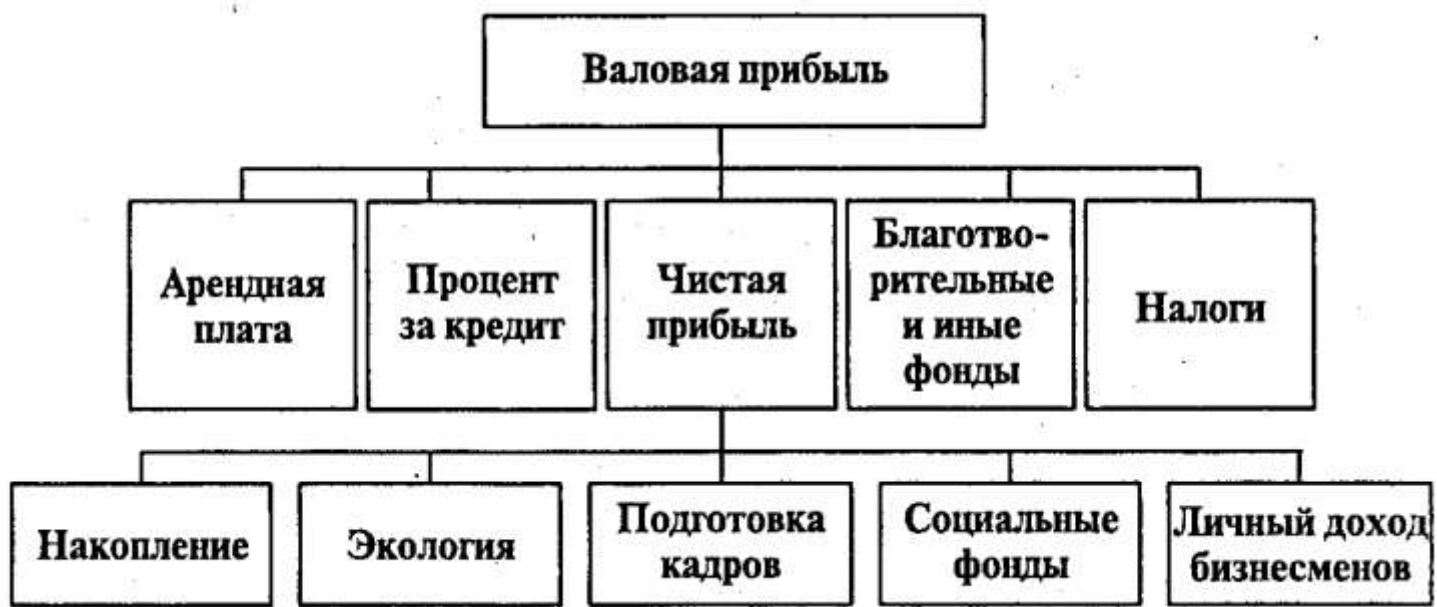 Валовая прибыль
Арендная
плата
Процент
за кредит
Чистая
прибыль
Благотво-
рительные
и иные
фонды
Налоги
Накопление
Экология
Подготовка
кадров
Социальные
фонды
Личный доход
бизнесменов